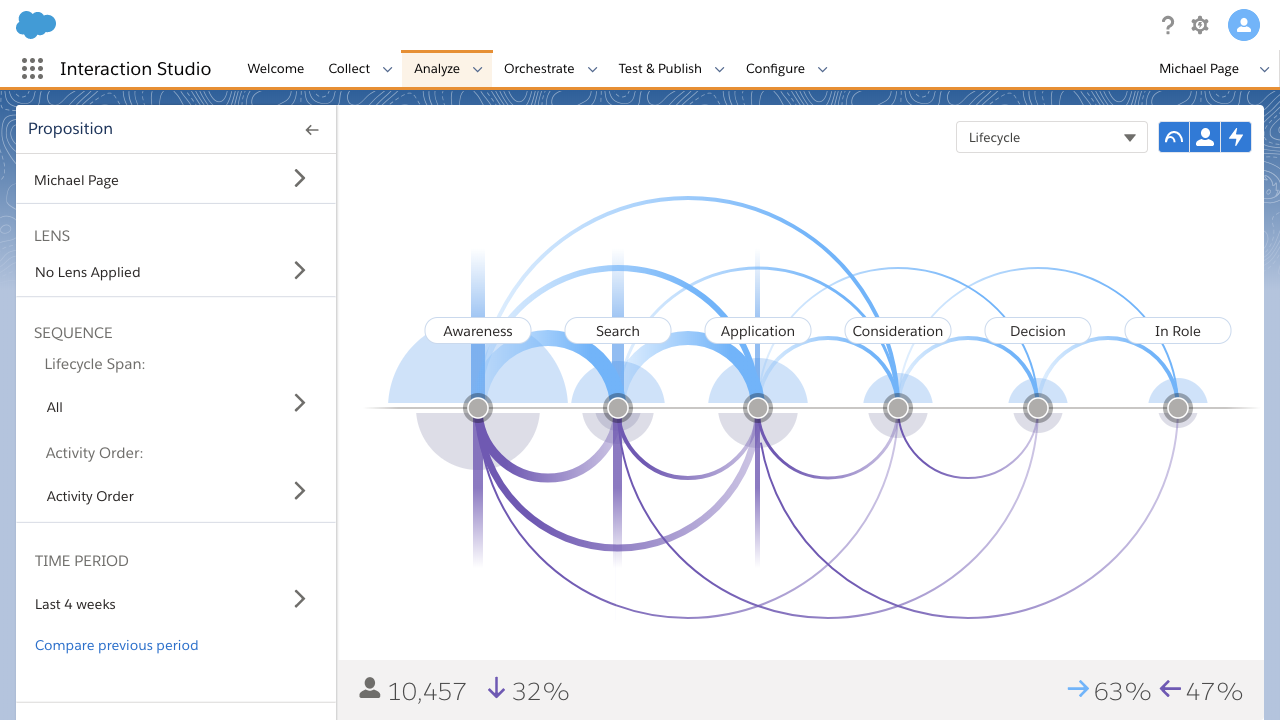 ?
Interaction Studio
Welcome
Collect
Analyze
Orchestrate
Test & Publish
Configure
Michael Page
Proposition
Michael Page
LENS
No Lens Applied
SEQUENCE
Lifecycle Span:
All
Activity Order:
Activity Order
TIME PERIOD
Last 4 weeks
Compare previous period
Lifecycle
Awareness
Search
Application
Consideration
Decision
In Role
10,457
32%
63%
47%